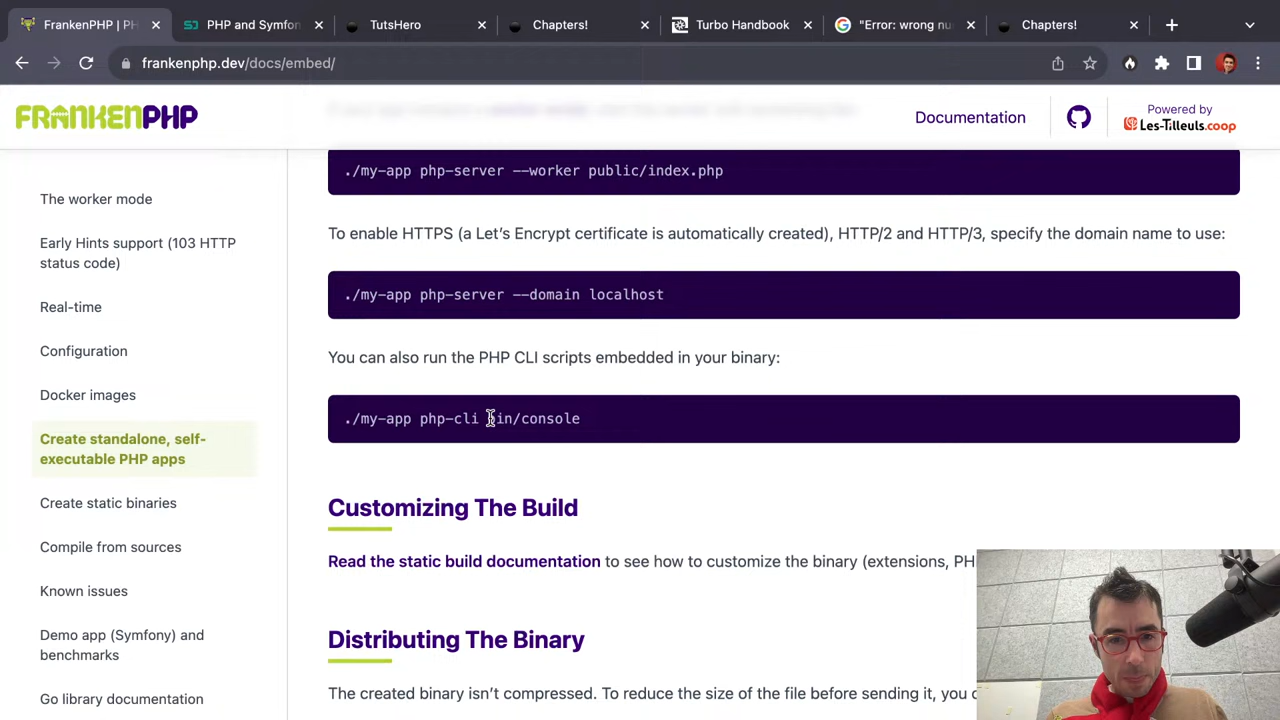 FrankenPHP | PH
PHP and Symfon
TutsHero
Chapters!
Turbo Handbook
"Error: wrong nu
Chapters!
frankenphp.dev/docs/embed/
FRANKENPHP
Documentation
Powered by
Les-Tilleuls.coop
The worker mode
Early Hints support (103 HTTP
status code)
Real-time
Configuration
Docker images
Create standalone, self-
executable PHP apps
Create static binaries
Compile from sources
Known issues
Demo app (Symfony) and
benchmarks
Go library documentation
./my-app php-server --worker public/index.php
To enable HTTPS (a Let’s Encrypt certificate is automatically created), HTTP/2 and HTTP/3, specify the domain name to use:
./my-app php-server --domain localhost
You can also run the PHP CLI scripts embedded in your binary:
./my-app php-cli bin/console
Customizing The Build
Read the static build documentation to see how to customize the binary (extensions, PH
Distributing The Binary
The created binary isn’t compressed. To reduce the size of the file before sending it, you c